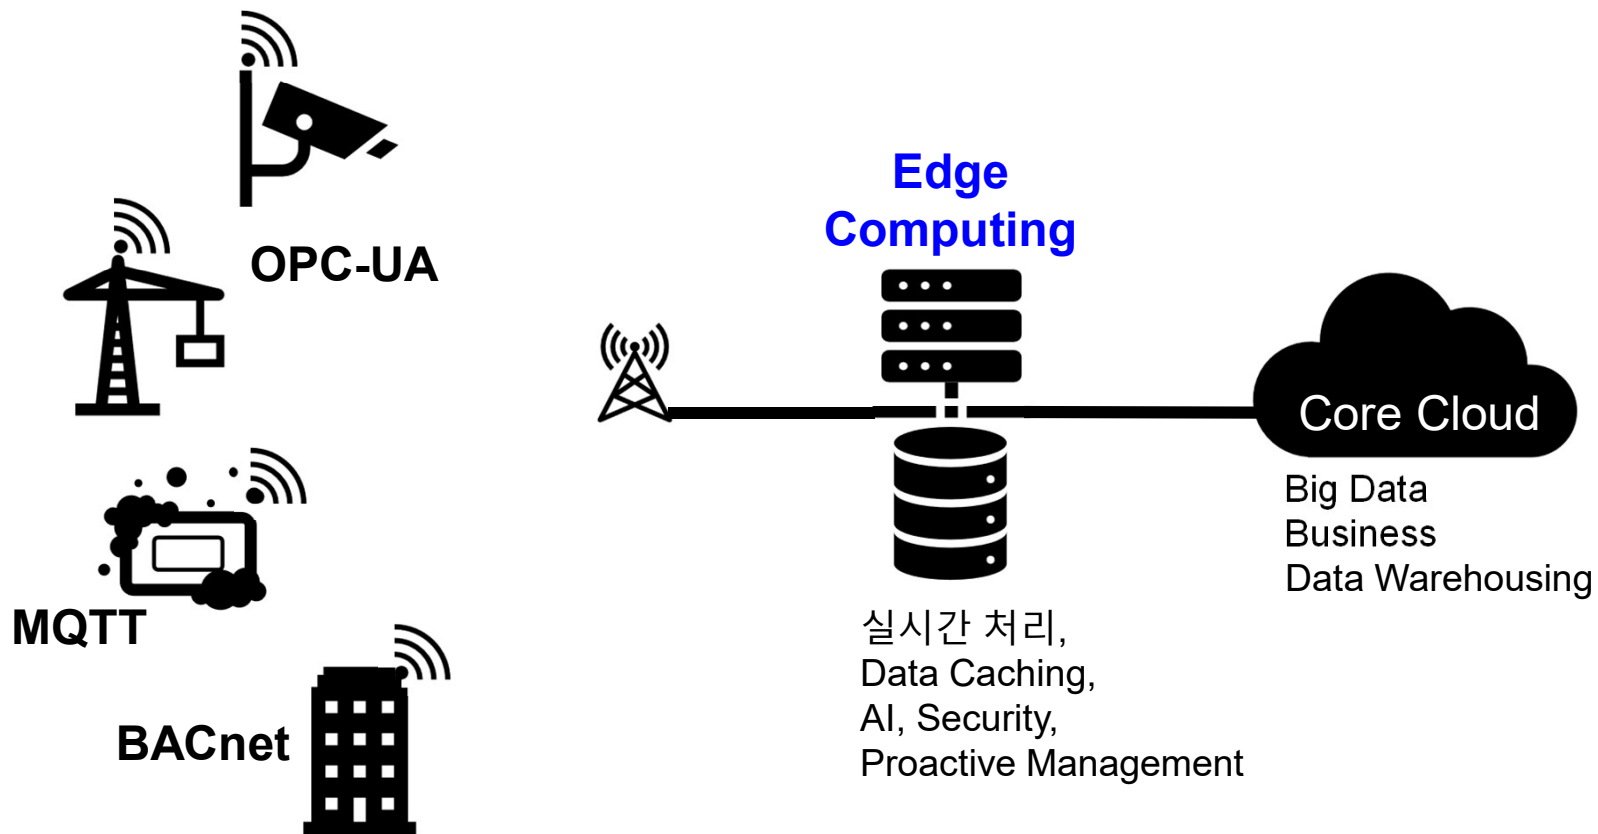 OPC-UA
MQTT
BACnet
Edge
Computing
실시간 처리,
Data Caching,
AI, Security,
Proactive Management
Core Cloud
Big Data
Business
Data Warehousing